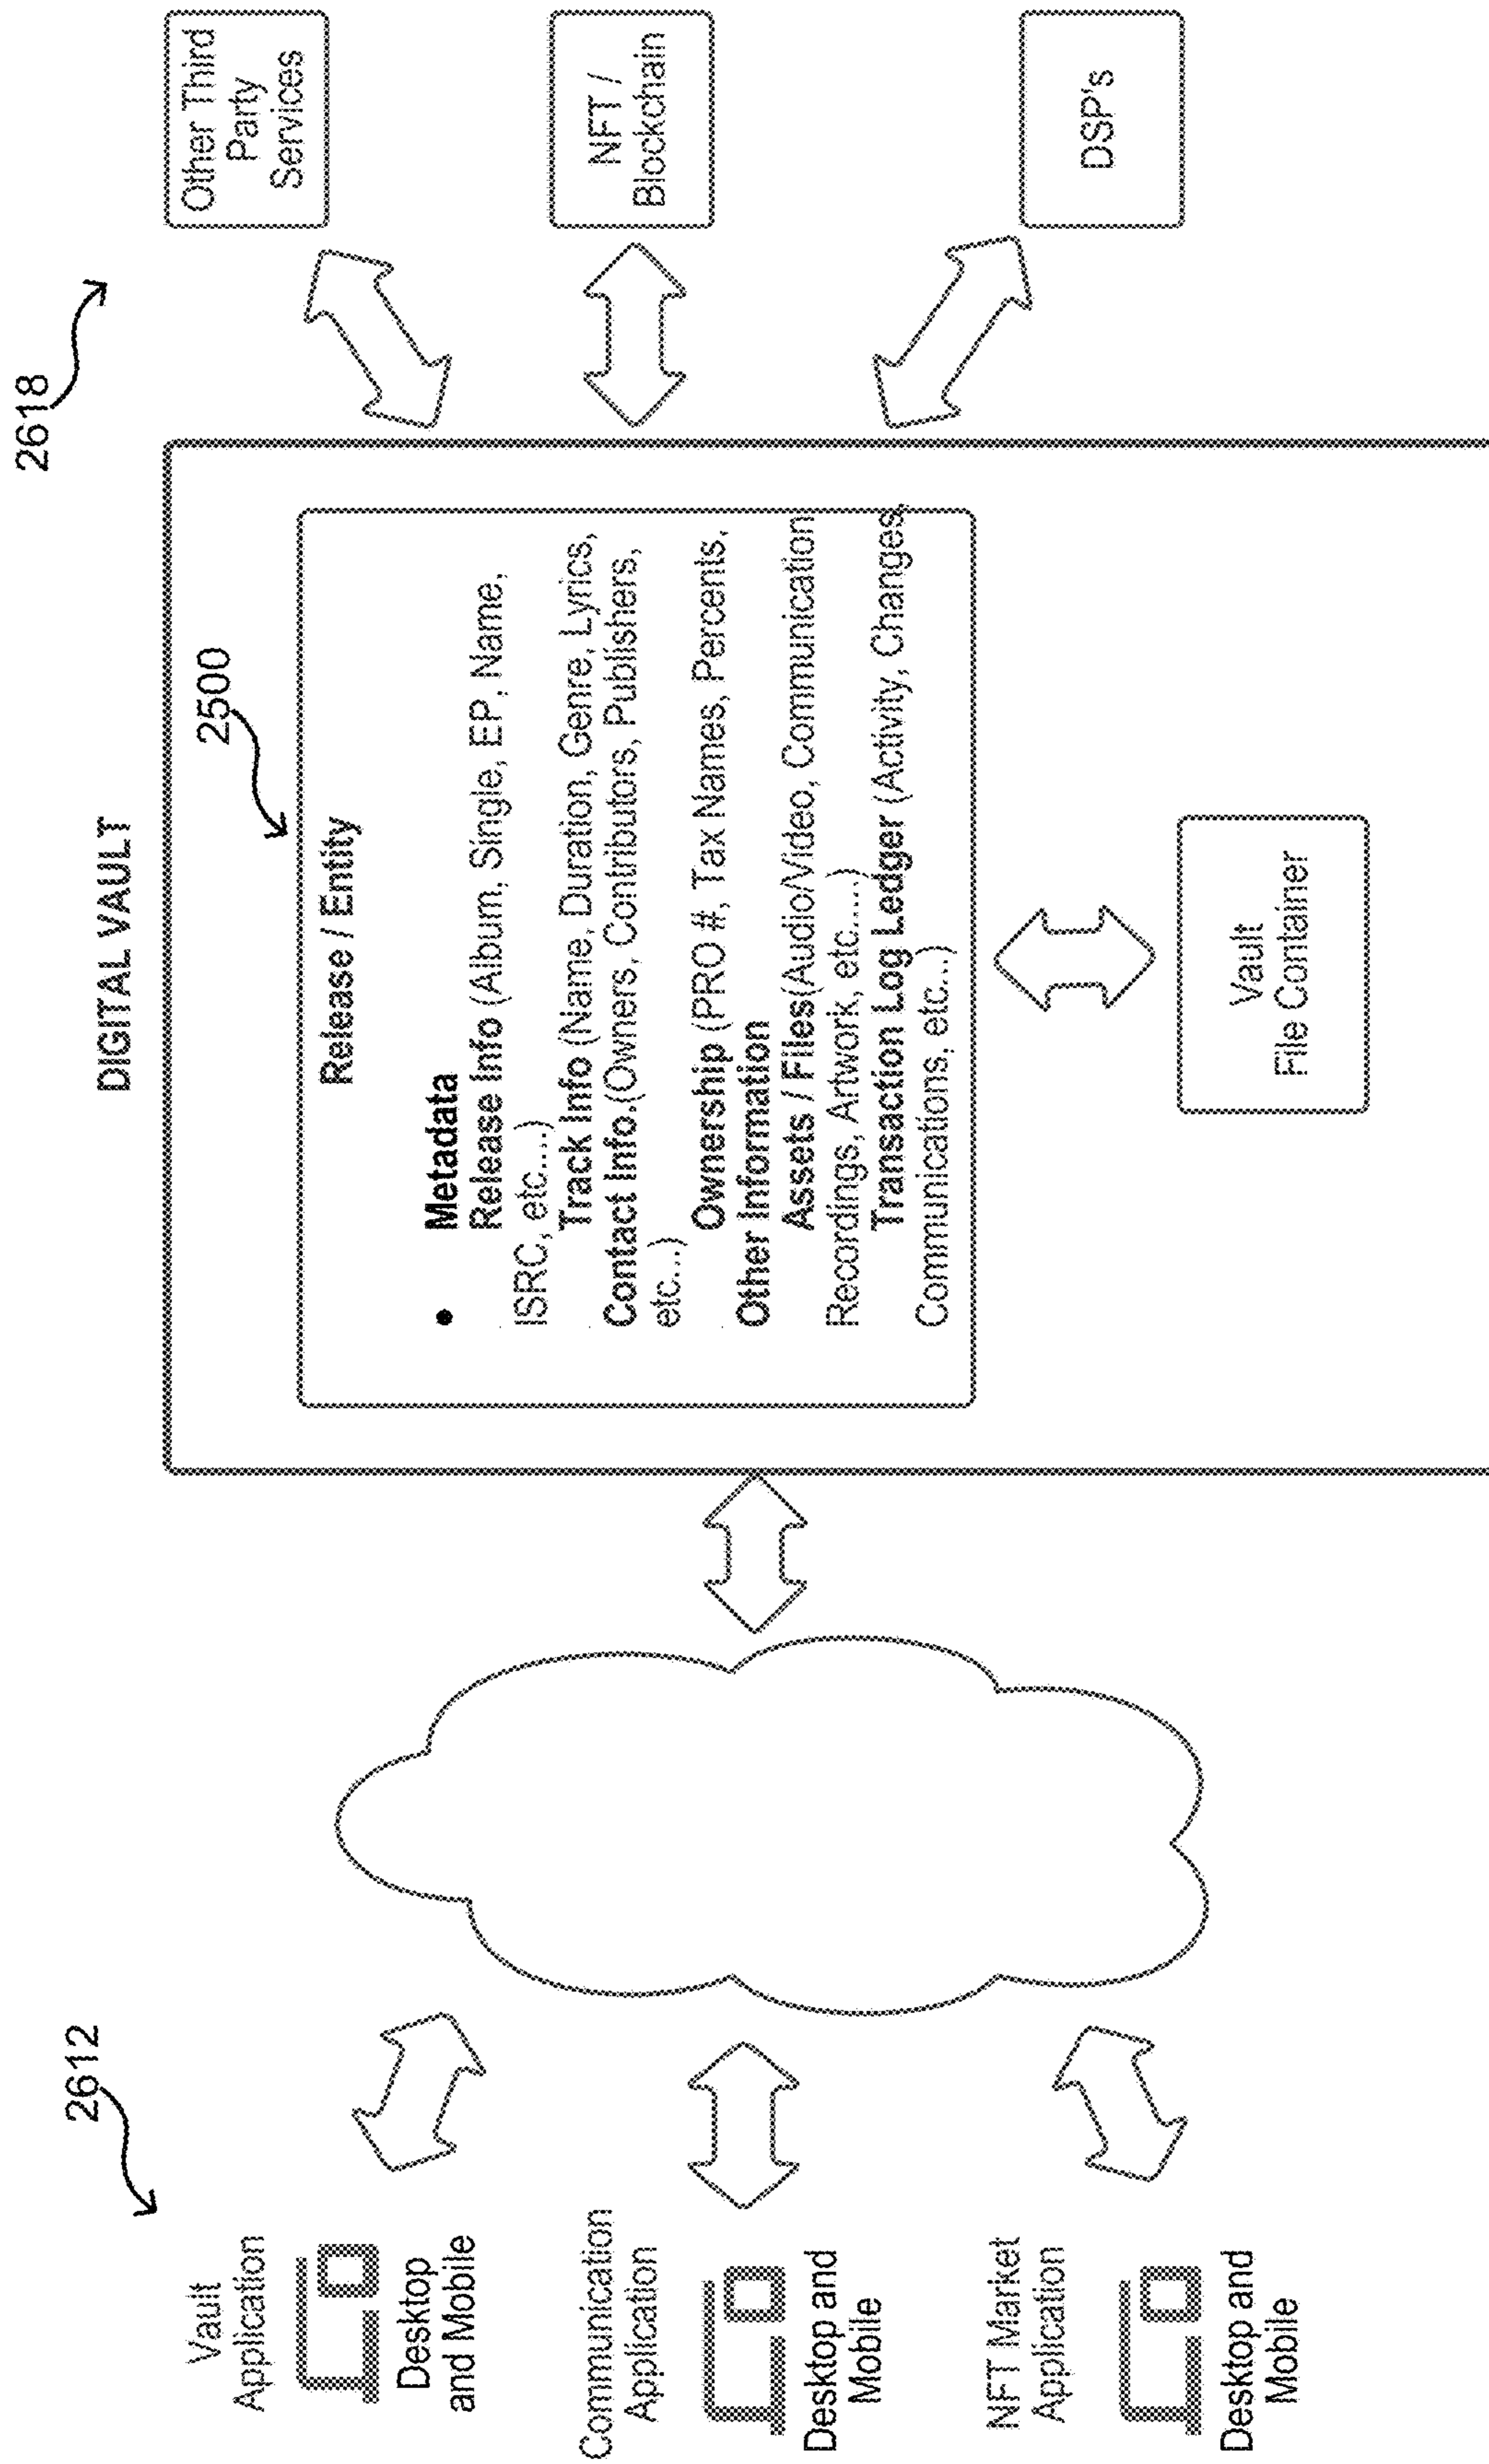 2612
2618
DIGITAL VAULT
2500
Vault
Application
Desktop
and Mobile
Communication
Application
Desktop and
Mobile
NFT Market
Application
Desktop and
Mobile
Release / Entity
• Metadata
Release Info (Album, Single, EP, Name,
ISRC, etc....)
Track Info (Name, Duration, Genre, Lyrics,
Contact Info.(Owners, Contributors, Publishers,
etc...)
Ownership (PRO #, Tax Names, Percents,
Other Information
Assets / Files(Audio/Video, Communication
Recordings, Artwork, etc.....)
Transaction Log Ledger (Activity, Changes,
Communications, etc...)
Vault
File Container
Other Third
Party
Services
NFT /
Blockchain
DSP's